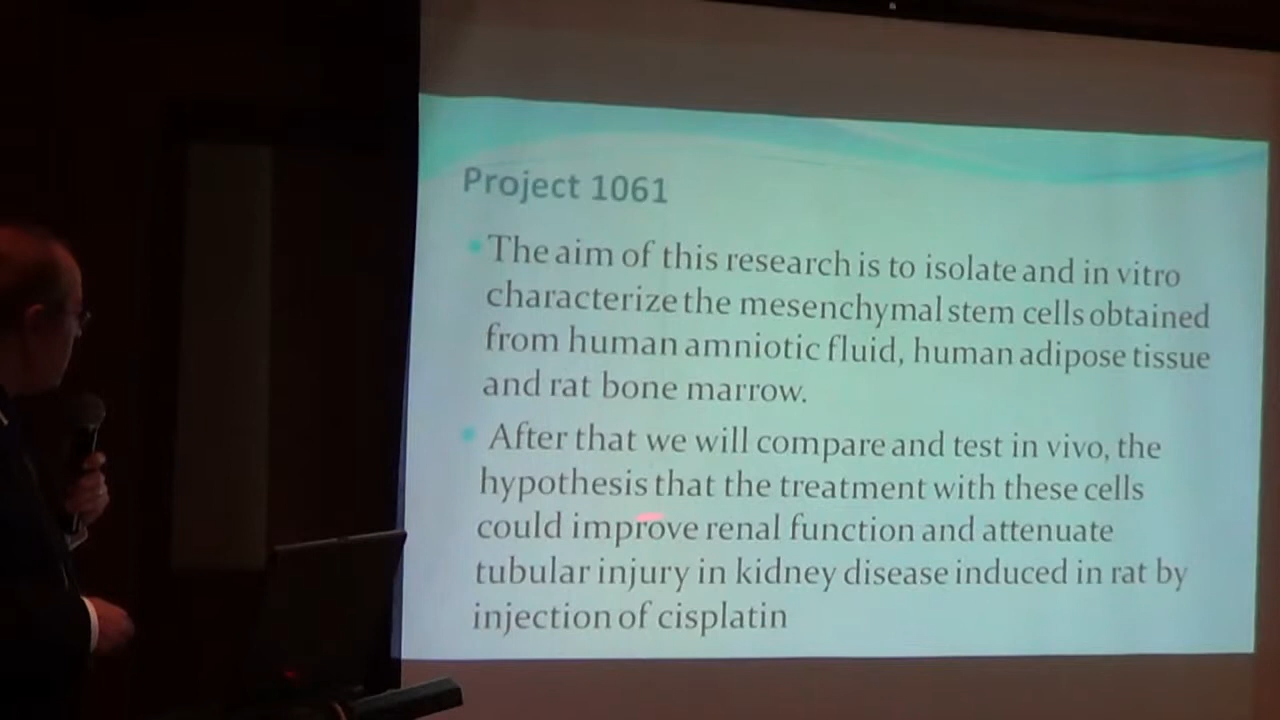 Project 1061
The aim of this research is to isolate and in vitro
characterize the mesenchymal stem cells obtained
from human amniotic fluid, human adipose tissue
and rat bone marrow.
After that we will compare and test in vivo, the
hypothesis that the treatment with these cells
could improve renal function and attenuate
tubular injury in kidney disease induced in rat by
injection of cisplatin